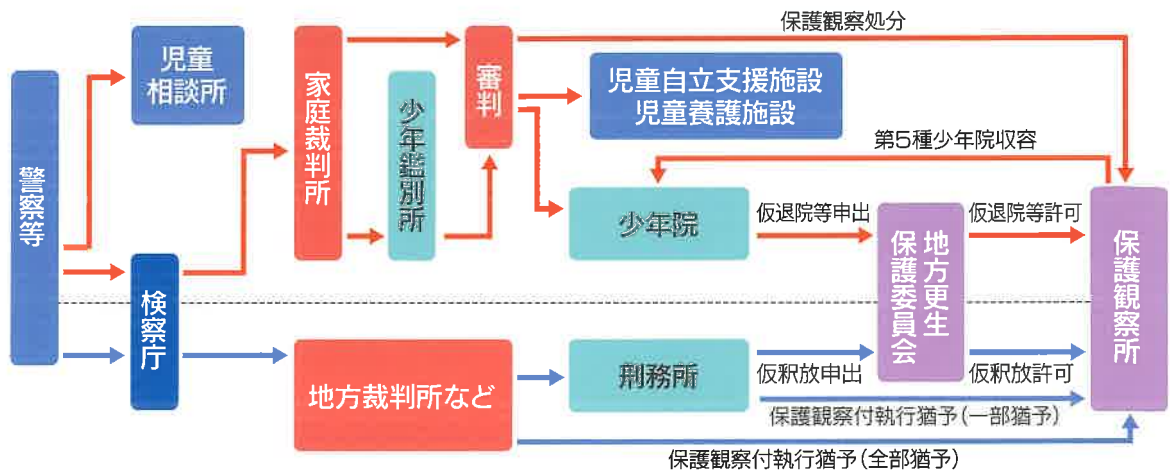 警察等
児童
相談所
検察庁
家庭裁判所
少年鑑別所
審判
保護観察処分
児童自立支援施設
児童養護施設
第5種少年院収容
少年院
仮退院等申出
地方更生
保護委員会
仮退院等許可
保護観察所
地方裁判所など
刑務所
仮釈放申出
仮釈放許可
保護観察付執行猶予(一部猶予)
保護観察付執行猶予(全部猶予)